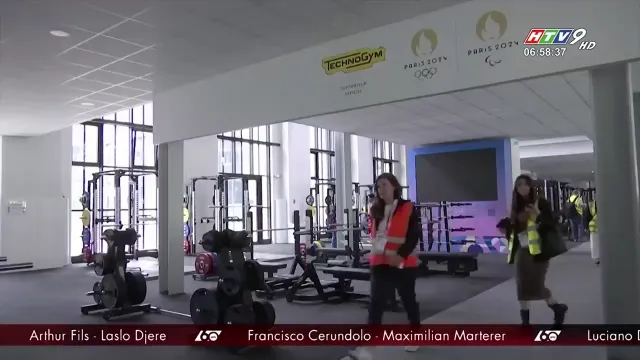 HTV9 HD
06:58:37
TECHNOGYM
PARIS 2024
PARIS 2024
Arthur Fils - Laslo Djere
Francisco Cerundolo - Maximilian Marterer
Luciano D